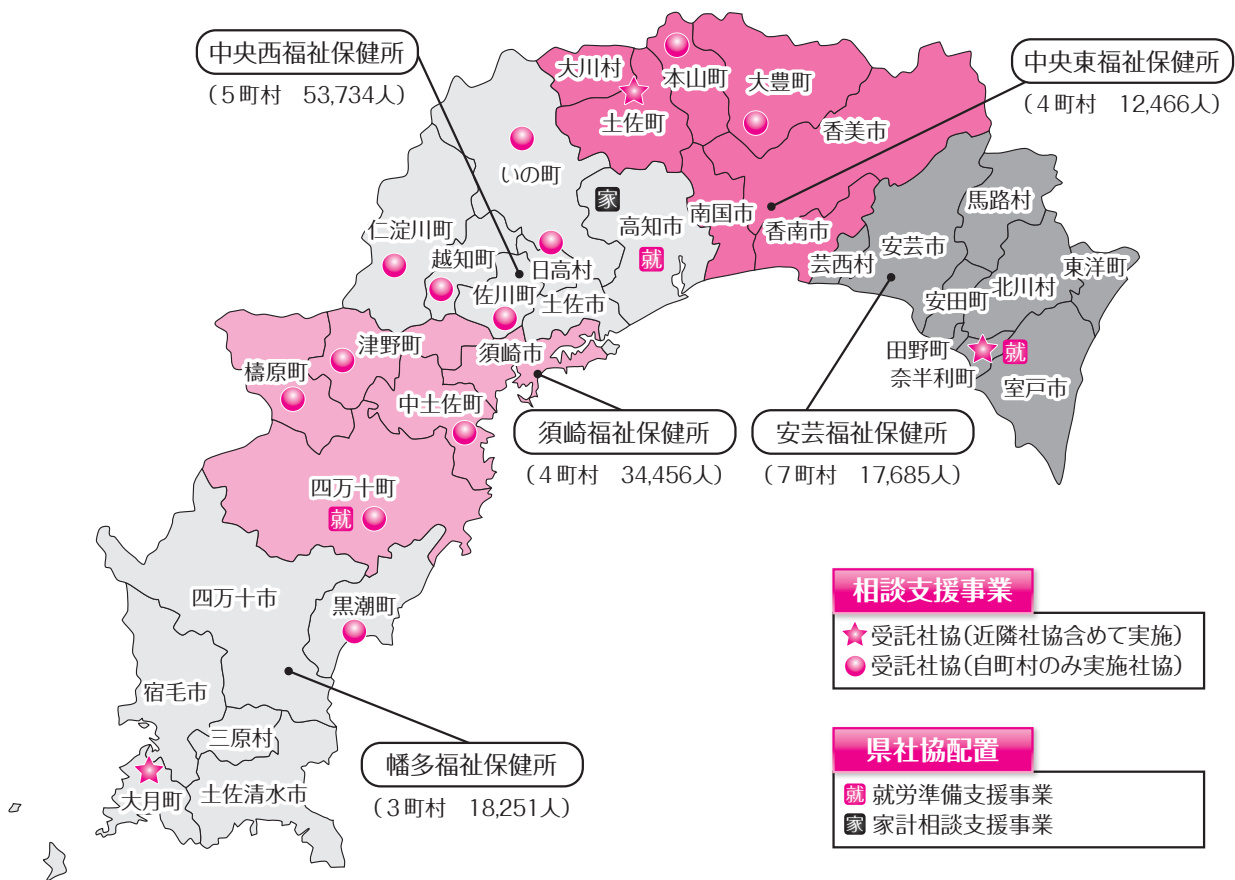 中央西福祉保健所
(5町村 53,734人)
中央東福祉保健所
(4町村 12,466人)
大川村
本山町
大豊町
土佐町
香美市
いの町
家
高知市
就
南国市
香南市
馬路村
安芸市
芸西村
東洋町
北川村
安田町
仁淀川町
越知町
日高村
佐川町
土佐市
田野町
就
奈半利町
室戸市
津野町
須崎市
檮原町
中土佐町
須崎福祉保健所
(4町村 34,456人)
安芸福祉保健所
(7町村 17,685人)
四万十町
就
四万十市
黒潮町
宿毛市
三原村
大月町
土佐清水市
幡多福祉保健所
(3町村 18,251人)
相談支援事業
受託社協(近隣社協含めて実施)
受託社協(自町村のみ実施社協)
県社協配置
就 就労準備支援事業
家 家計相談支援事業